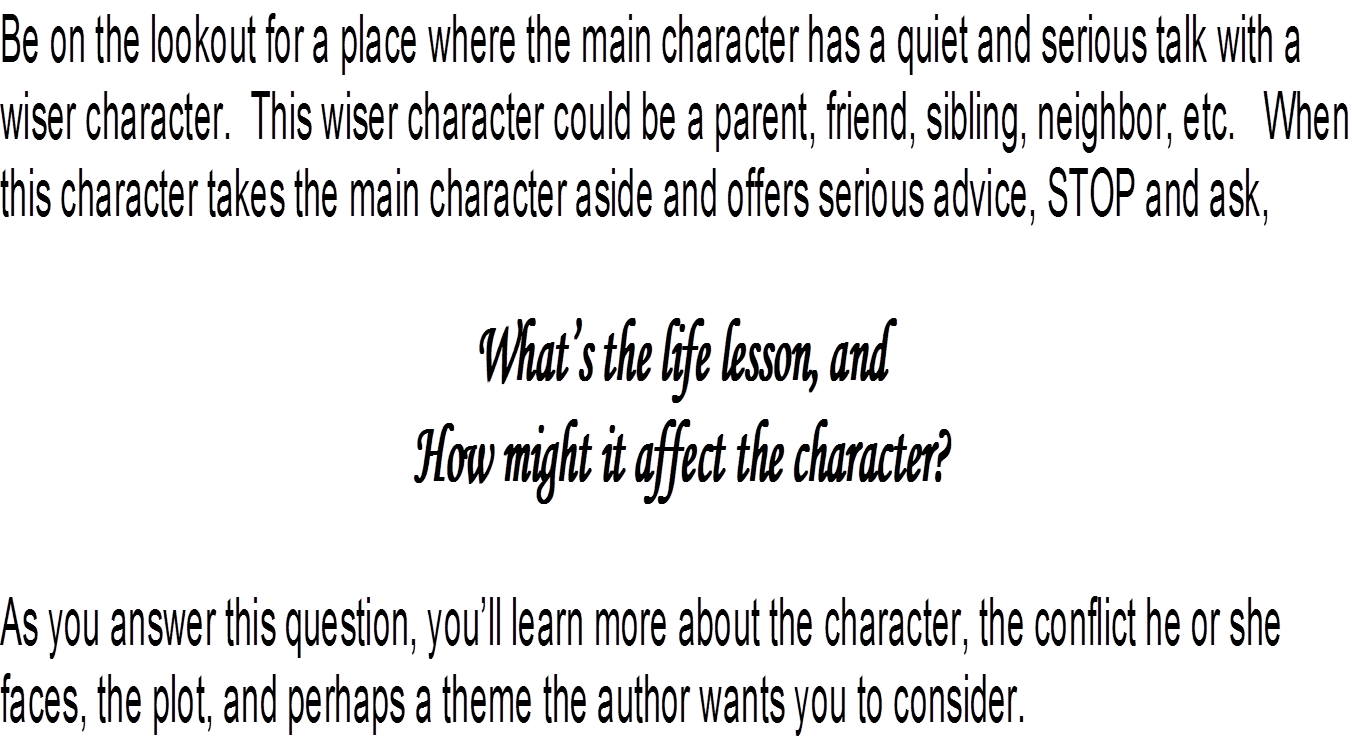 Be on the lookout for a place where the main character has a quiet and serious talk with a
wiser character.  This wiser character could be a parent, friend, sibling, neighbor, etc.   When
this character takes the main character aside and offers serious advice, STOP and ask,
What’s the life lesson, and
How might it affect the character?
As you answer this question, you’ll learn more about the character, the conflict he or she
faces, the plot, and perhaps a theme the author wants you to consider.